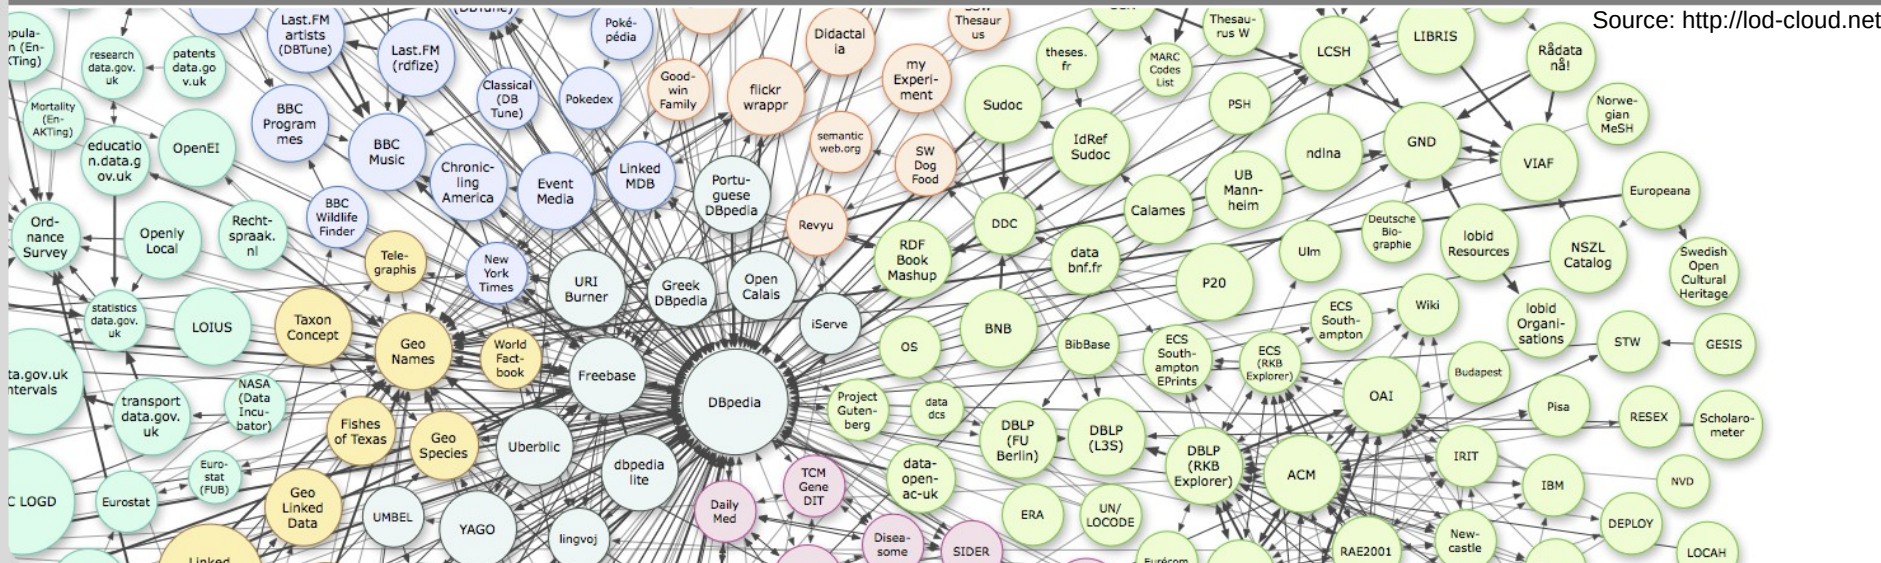 Source: http://lod-cloud.net
Last.FM
artists
(DBTune)
(DBTune)
Poké-
pédia
Didactal
ia
Thesaur
us
Thesau-
rus W
LCSH
LIBRIS
Rådata
nå!
(En-
research
data.gov.
uk
patents
data.go
v.uk
Last.FM
(rdfize)
Classical
(DB
Tune)
Pokedex
Good-
win
Family
flickr
wrappr
my
Experi-
ment
theses.
fr
MARC
Codes
List
Sudoc
PSH
Norwe-
gian
MeSH
Mortality
(En-
AKTing)
educatio
n.data.g
ov.uk
OpenEI
BBC
Program
mes
BBC
Music
semantic
web.org
SW
Dog
Food
IdRef
Sudoc
ndlna
GND
VIAF
Chronic-
ling
America
Event
Media
Linked
MDB
Portu-
guese
DBpedia
UB
Mann-
heim
Europeana
Ord-
nance
Survey
Openly
Local
Recht-
spraak.
nl
BBC
Wildlife
Finder
Revyu
DDC
Calames
Deutsche
Bio-
graphie
lobid
Resources
NSZL
Catalog
Swedish
Open
Cultural
Heritage
Tele-
graphis
New
York
Times
URI
Burner
Greek
DBpedia
Open
Calais
RDF
Book
Mashup
data
bnf.fr
P20
Ulm
statistics
data.gov.
uk
LOIUS
Taxon
Concept
Geo
Names
World
Fact-
book
iServe
BNB
ECS
South-
ampton
Wiki
lobid
Organi-
sations
STW
GESIS
ta.gov.uk
ntervals
Freebase
DBpedia
OS
BibBase
ECS
South-
ampton
EPrints
ECS
(RKB
Explorer)
OAI
Budapest
transport
data.gov.
uk
NASA
(Data
Incu-
bator)
Fishes
of Texas
Geo
Species
Uberblic
dbpedia
lite
Project
Guten-
berg
data
dcs
DBLP
(FU
Berlin)
DBLP
(L3S)
DBLP
(RKB
Explorer)
ACM
IRIT
Pisa
RESEX
Scholaro-
meter
C LOGD
Eurostat
Euro-
stat
(FUB)
Geo
Linked
Data
UMBEL
YAGO
lingvoj
Daily
Med
TCM
Gene
DIT
data-
open-
ac-uk
ERA
UN/
LOCODE
IBM
NVD
DEPLOY
Linked
Disea-
some
SIDER
Eurécom
RAE2001
New-
castle
LOCAH